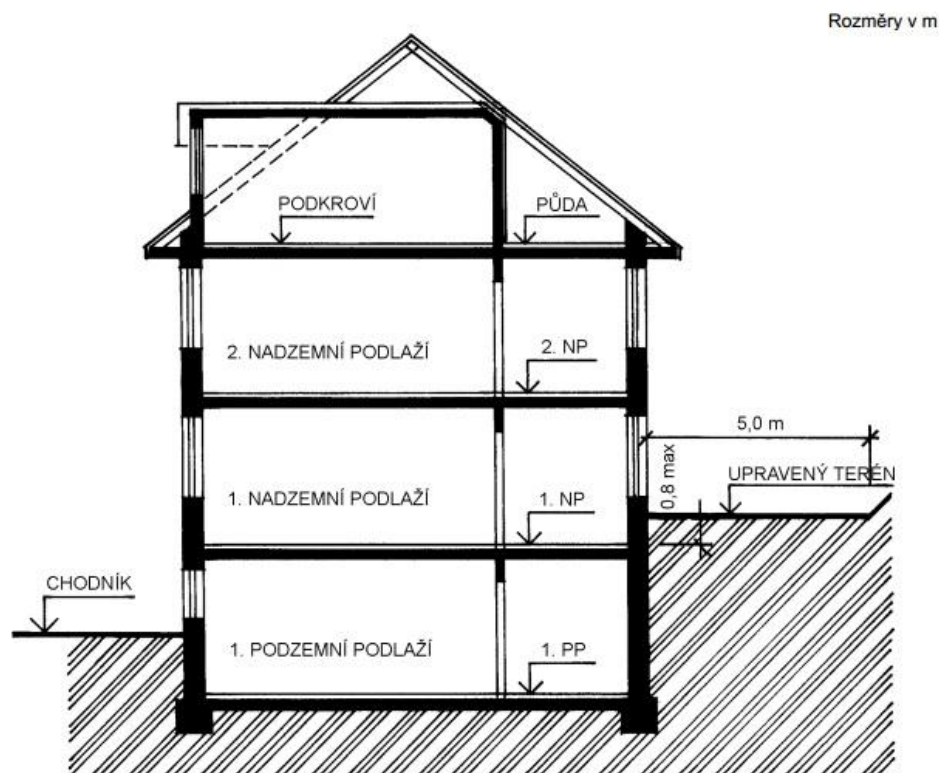 Rozměry v m
PODKROVÍ
PŮDA
2. NADZEMNÍ PODLAŽÍ
2. NP
5,0 m
0,8 max
UPRAVENÝ TERÉN
1. NADZEMNÍ PODLAŽÍ
1. NP
CHODNÍK
1. PODZEMNÍ PODLAŽÍ
1. PP